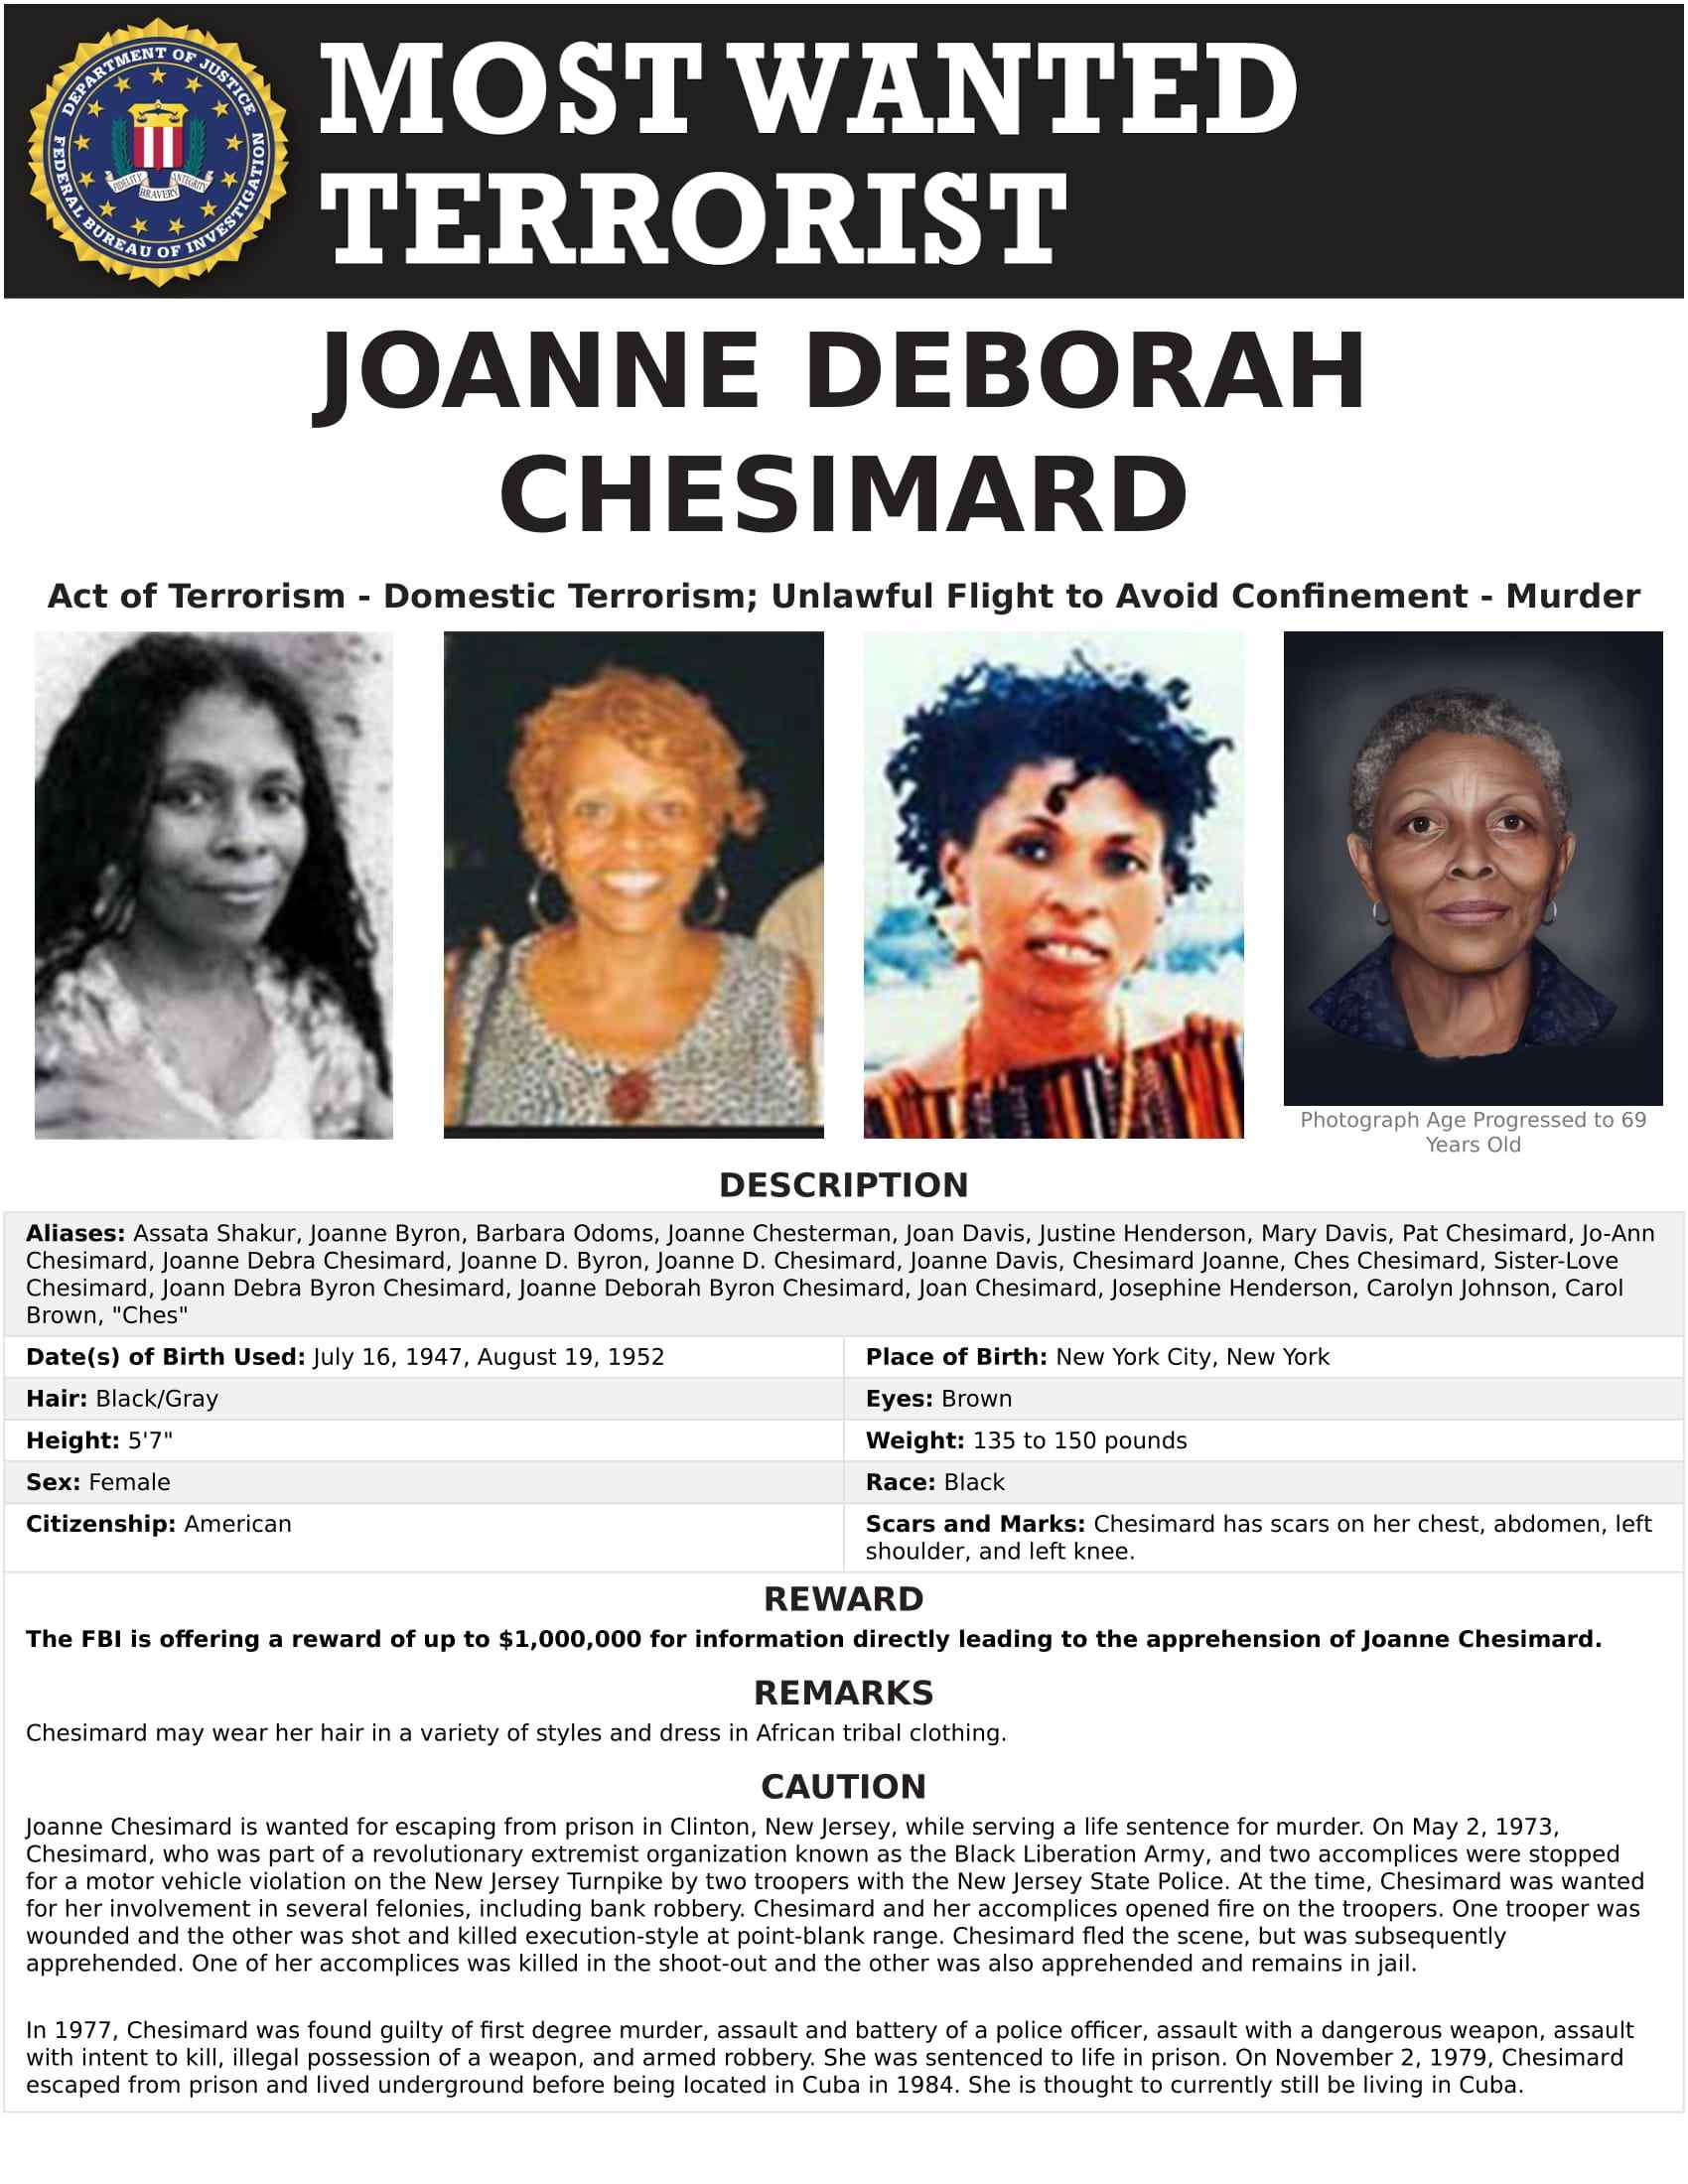 DEPARTMENT OF JUSTICE
FEDERAL BUREAU OF INVESTIGATION
FIDELITY BRAVERY INTEGRITY
MOST WANTED
TERRORIST
JOANNE DEBORAH
CHESIMARD
Act of Terrorism - Domestic Terrorism; Unlawful Flight to Avoid Confinement - Murder
Photograph Age Progressed to 69
Years Old
DESCRIPTION
Aliases: Assata Shakur, Joanne Byron, Barbara Odoms, Joanne Chesterman, Joan Davis, Justine Henderson, Mary Davis, Pat Chesimard, Jo-Ann
Chesimard, Joanne Debra Chesimard, Joanne D. Byron, Joanne D. Chesimard, Joanne Davis, Chesimard Joanne, Ches Chesimard, Sister-Love
Chesimard, Joann Debra Byron Chesimard, Joanne Deborah Byron Chesimard, Joan Chesimard, Josephine Henderson, Carolyn Johnson, Carol
Brown, "Ches"
Date(s) of Birth Used: July 16, 1947, August 19, 1952
Place of Birth: New York City, New York
Hair: Black/Gray
Eyes: Brown
Height: 5'7"
Weight: 135 to 150 pounds
Sex: Female
Race: Black
Citizenship: American
Scars and Marks: Chesimard has scars on her chest, abdomen, left
shoulder, and left knee.
REWARD
The FBI is offering a reward of up to $1,000,000 for information directly leading to the apprehension of Joanne Chesimard.
REMARKS
Chesimard may wear her hair in a variety of styles and dress in African tribal clothing.
CAUTION
Joanne Chesimard is wanted for escaping from prison in Clinton, New Jersey, while serving a life sentence for murder. On May 2, 1973,
Chesimard, who was part of a revolutionary extremist organization known as the Black Liberation Army, and two accomplices were stopped
for a motor vehicle violation on the New Jersey Turnpike by two troopers with the New Jersey State Police. At the time, Chesimard was wanted
for her involvement in several felonies, including bank robbery. Chesimard and her accomplices opened fire on the troopers. One trooper was
wounded and the other was shot and killed execution-style at point-blank range. Chesimard fled the scene, but was subsequently
apprehended. One of her accomplices was killed in the shoot-out and the other was also apprehended and remains in jail.
In 1977, Chesimard was found guilty of first degree murder, assault and battery of a police officer, assault with a dangerous weapon, assault
with intent to kill, illegal possession of a weapon, and armed robbery. She was sentenced to life in prison. On November 2, 1979, Chesimard
escaped from prison and lived underground before being located in Cuba in 1984. She is thought to currently still be living in Cuba.